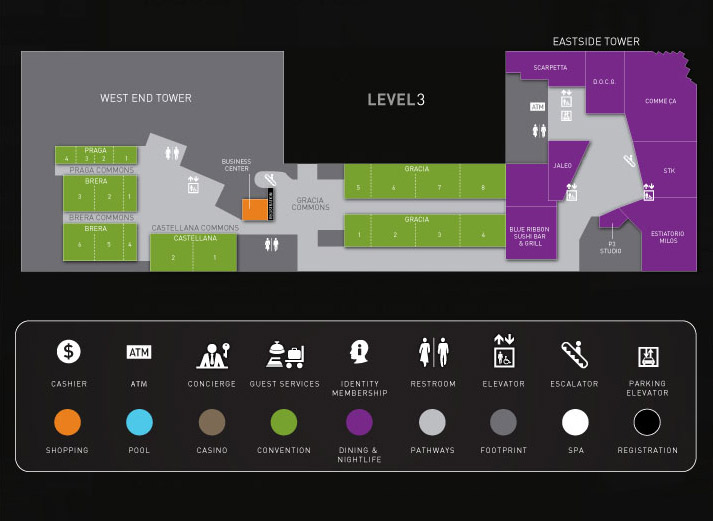 EASTSIDE TOWER
SCARPETTA
D.O.C.G.
WEST END TOWER
LEVEL3
COMME CA
ATM
BUSINESS
CENTER
PRAGA
4 3 2 1
PRAGA COMMONS
JALEO
STK
GRACIA
5 6 7 8
BRERA
3 2 1
REGISTRATION
GRACIA
COMMONS
BRERA COMMONS
GRACIA
1 2 3 4
BRERA
6 5 4
CASTELLANA COMMONS
CASTELLANA
2 1
BLUE RIBBON
SUSHI BAR
& GRILL
P3
STUDIO
ESTIATORIO
MILOS
$
ATM
CASHIER
ATM
CONCIERGE
GUEST SERVICES
IDENTITY
MEMBERSHIP
RESTROOM
ELEVATOR
ESCALATOR
PARKING
ELEVATOR
SHOPPING
POOL
CASINO
CONVENTION
DINING &
NIGHTLIFE
PATHWAYS
FOOTPRINT
SPA
REGISTRATION